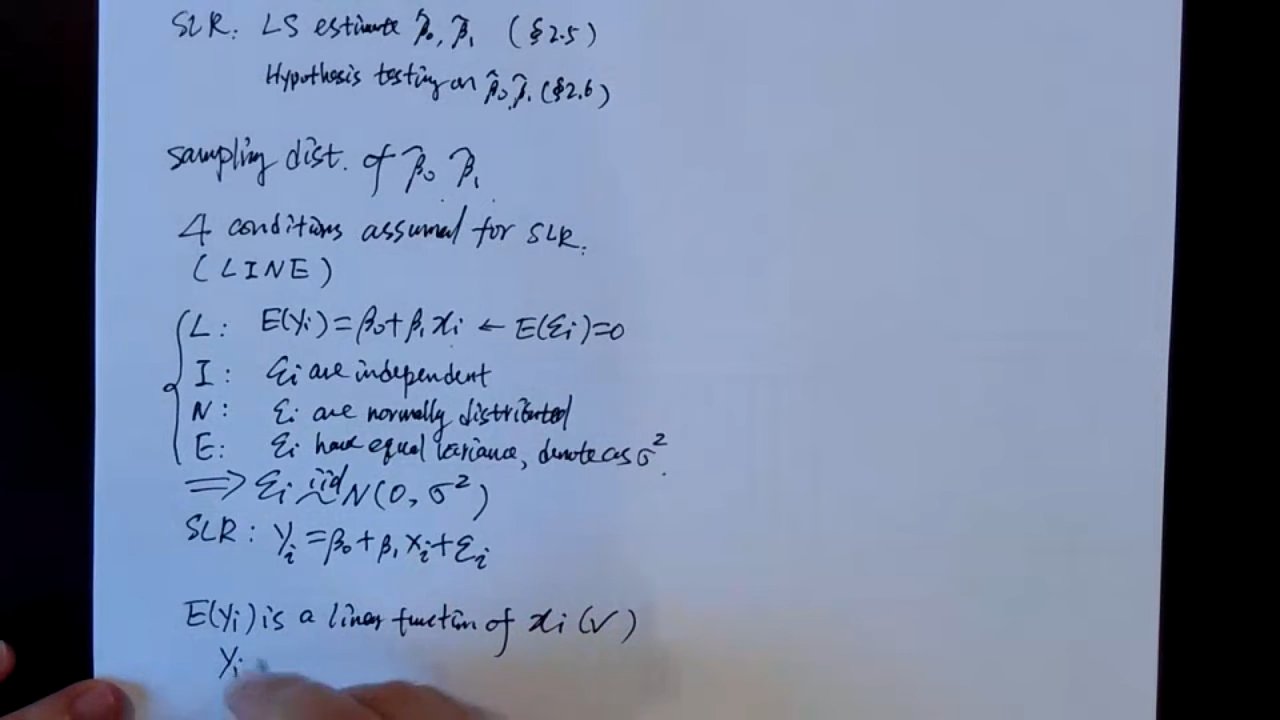 SLR: LS estimate β̂₀, β̂₁ (§2.5)
Hypothesis testing on β̂₀, β̂₁ (§2.6)
sampling dist. of β̂₀ β̂₁
4 conditions assumed for SLR.
(LINE)
L: E(Yi) = β₀ + β₁ xi ← E(εi) = 0
I: εi are independent
N: εi are normally distributed
E: εi have equal variance, denote as σ².
⟹ εi iid ~ N(0, σ²)
SLR: Yi = β₀ + β₁ Xi + εi
E(Yi) is a linear function of xi (√)
Yi